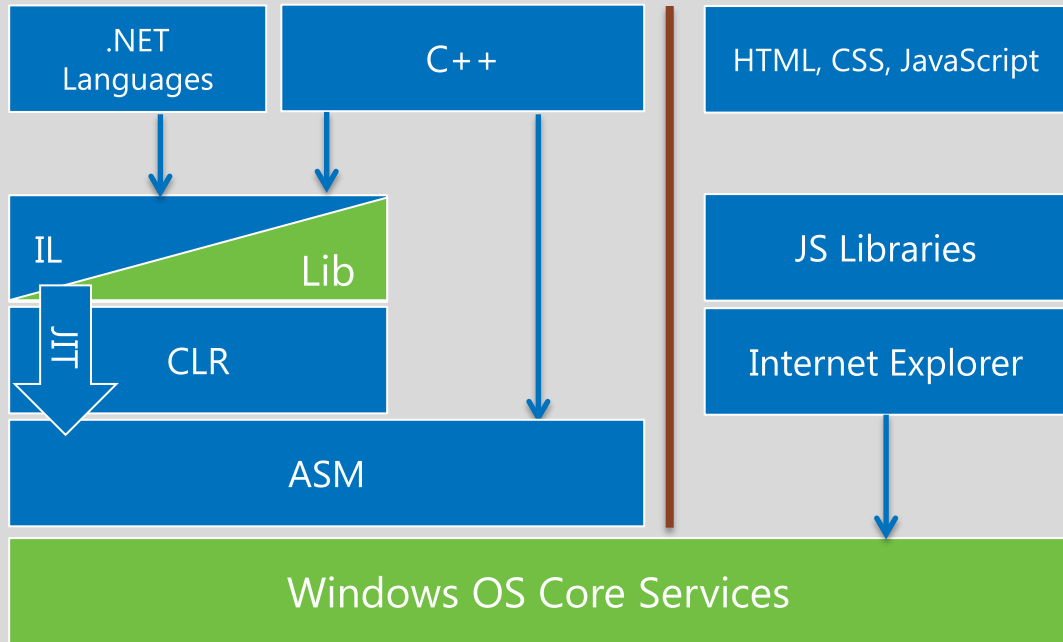 .NET
Languages
C++
HTML, CSS, JavaScript
IL
Lib
JS Libraries
JIT
CLR
Internet Explorer
ASM
Windows OS Core Services